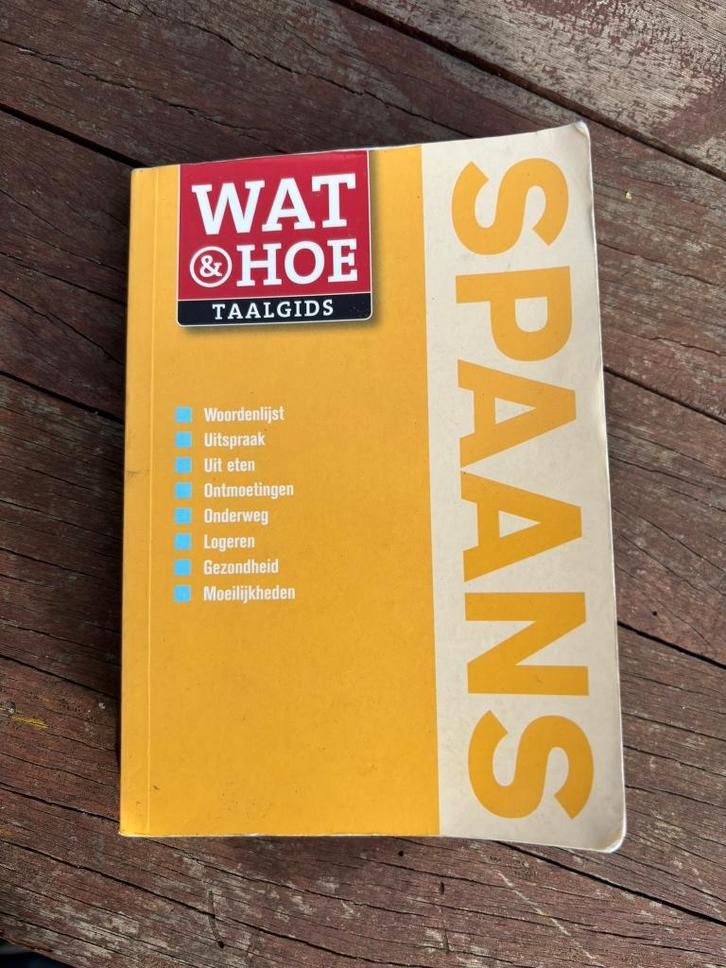 WAT
& HOE
TAALGIDS
Woordenlijst
Uitspraak
Uit eten
Ontmoetingen
Onderweg
Logeren
Gezondheid
Moeilijkheden
SPAANS